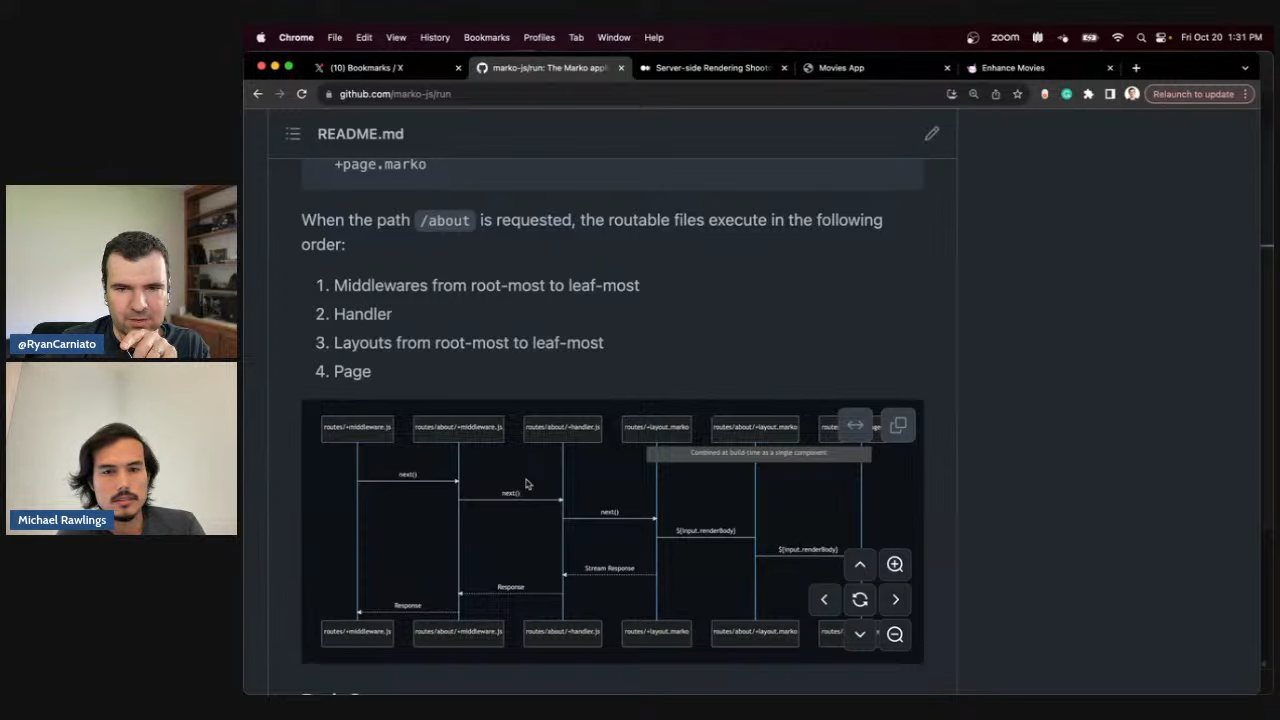 Chrome File Edit View History Bookmarks Profiles Tab Window Help
zoom
Fri Oct 20 1:31 PM
(10) Bookmarks / X
marko-js/run: The Marko appl
Server-side Rendering Shoots
Movies App
Enhance Movies
github.com/marko-js/run
Relaunch to update
README.md
+page.marko
When the path /about is requested, the routable files execute in the following
order:
1. Middlewares from root-most to leaf-most
2. Handler
3. Layouts from root-most to leaf-most
4. Page
routes/+middleware.js
routes/about/+middleware.js
routes/about/+handler.js
routes/+layout.marko
routes/about/+layout.marko
Combined at build-time as a single component
next()
next()
next()
${input.renderBody}
${input.renderBody}
Stream Response
Response
Response
routes/+middleware.js
routes/about/+middleware.js
routes/about/+handler.js
routes/+layout.marko
routes/about/+layout.marko
@RyanCarniato
Michael Rawlings